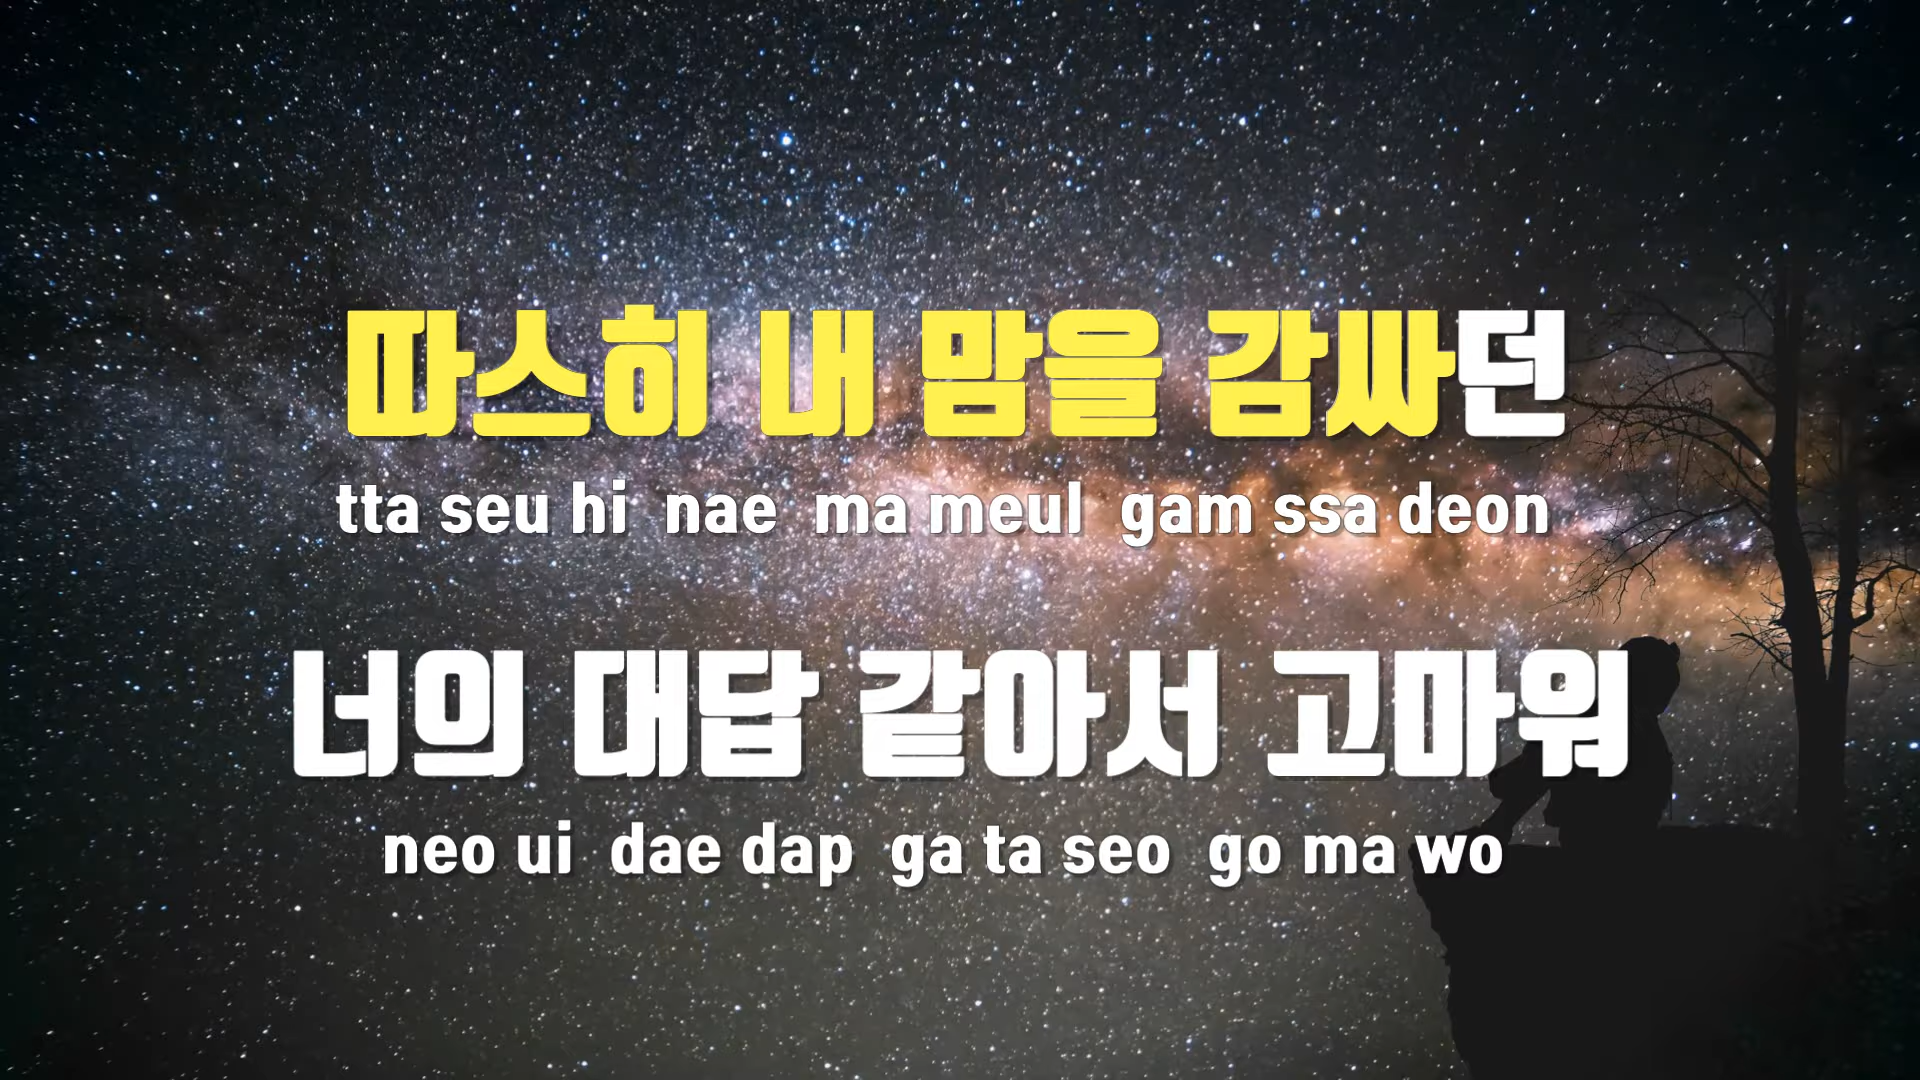 따스히 내 맘을 감싸던
tta seu hi nae ma meul gam ssa deon
너의 대답 같아서 고마워
neo ui dae dap ga ta seo go ma wo